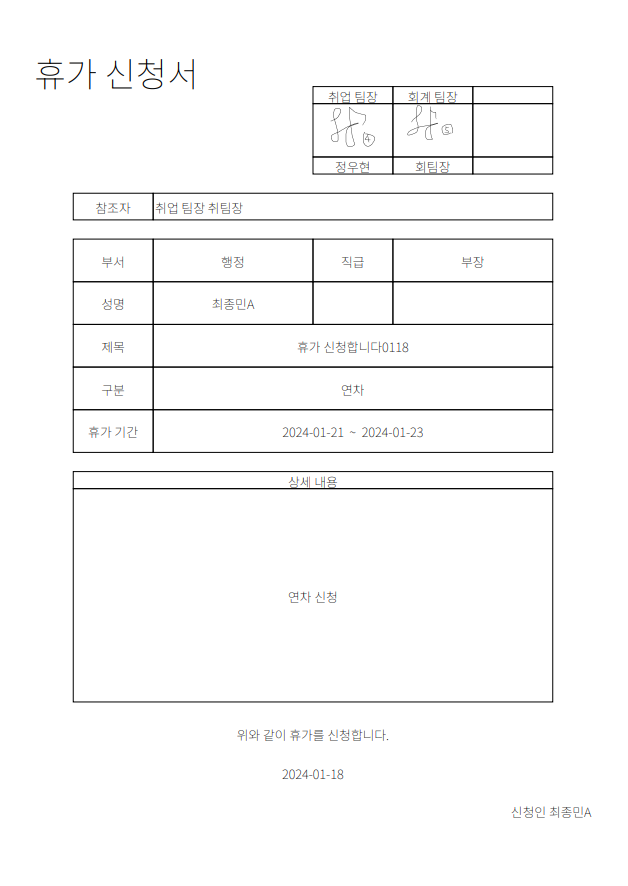 휴가 신청서
취업 팀장 회계 팀장
④ ⑤
정우현 회팀장
참조자 취업 팀장 취팀장
부서 행정 직급 부장
성명 최종민A
제목 휴가 신청합니다0118
구분 연차
휴가 기간 2024-01-21 ~ 2024-01-23
상세 내용
연차 신청
위와 같이 휴가를 신청합니다.
2024-01-18
신청인 최종민A